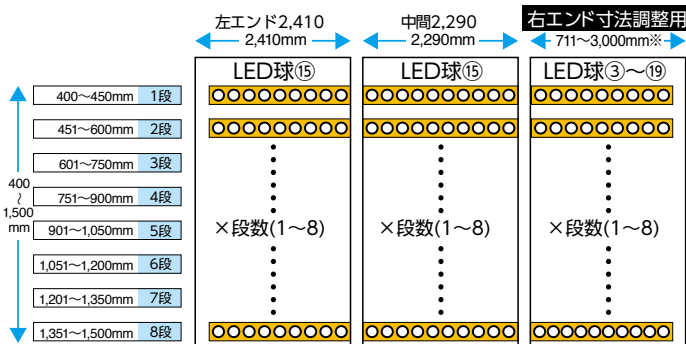 左エンド2,410
2,410mm
中間2,290
2,290mm
右エンド寸法調整用
711〜3,000mm※
LED球⑮
LED球⑮
LED球③〜⑲
400〜1,500mm
400〜450mm 1段
451〜600mm 2段
601〜750mm 3段
751〜900mm 4段
901〜1,050mm 5段
1,051〜1,200mm 6段
1,201〜1,350mm 7段
1,351〜1,500mm 8段
×段数(1〜8)
×段数(1〜8)
×段数(1〜8)